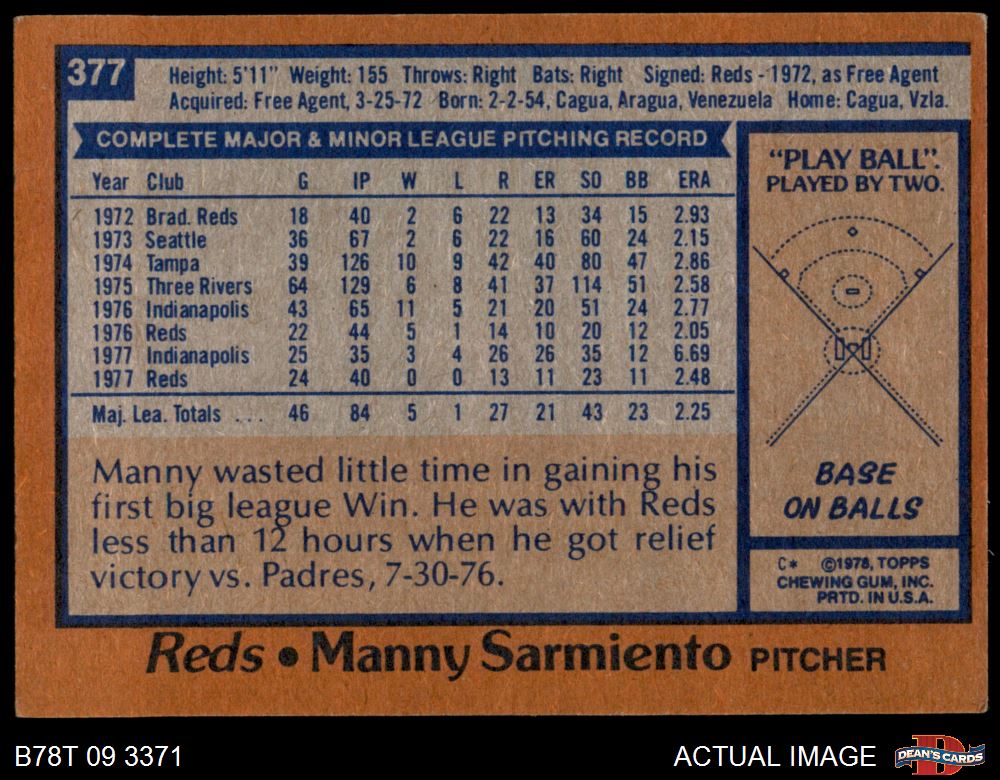 377
Height: 5'11" Weight: 155 Throws: Right Bats: Right Signed: Reds - 1972, as Free Agent
Acquired: Free Agent, 3-25-72 Born: 2-2-54, Cagua, Aragua, Venezuela Home: Cagua, Vzla.
COMPLETE MAJOR & MINOR LEAGUE PITCHING RECORD
Year Club G IP W L R ER SO BB ERA
1972 Brad. Reds 18 40 2 6 22 13 34 15 2.93
1973 Seattle 36 67 2 6 22 16 60 24 2.15
1974 Tampa 39 126 10 9 42 40 80 47 2.86
1975 Three Rivers 64 129 6 8 41 37 114 51 2.58
1976 Indianapolis 43 65 11 5 21 20 51 24 2.77
1976 Reds 22 44 5 1 14 10 20 12 2.05
1977 Indianapolis 25 35 3 4 26 26 35 12 6.69
1977 Reds 24 40 0 0 13 11 23 11 2.48
Maj. Lea. Totals ... 46 84 5 1 27 21 43 23 2.25
Manny wasted little time in gaining his
first big league Win. He was with Reds
less than 12 hours when he got relief
victory vs. Padres, 7-30-76.
"PLAY BALL".
PLAYED BY TWO.
BASE
ON BALLS
C* ©1978, TOPPS
CHEWING GUM, INC.
PRTD. IN U.S.A.
Reds • Manny Sarmiento PITCHER
B78T 09 3371
ACTUAL IMAGE
D
DEAN'S CARDS